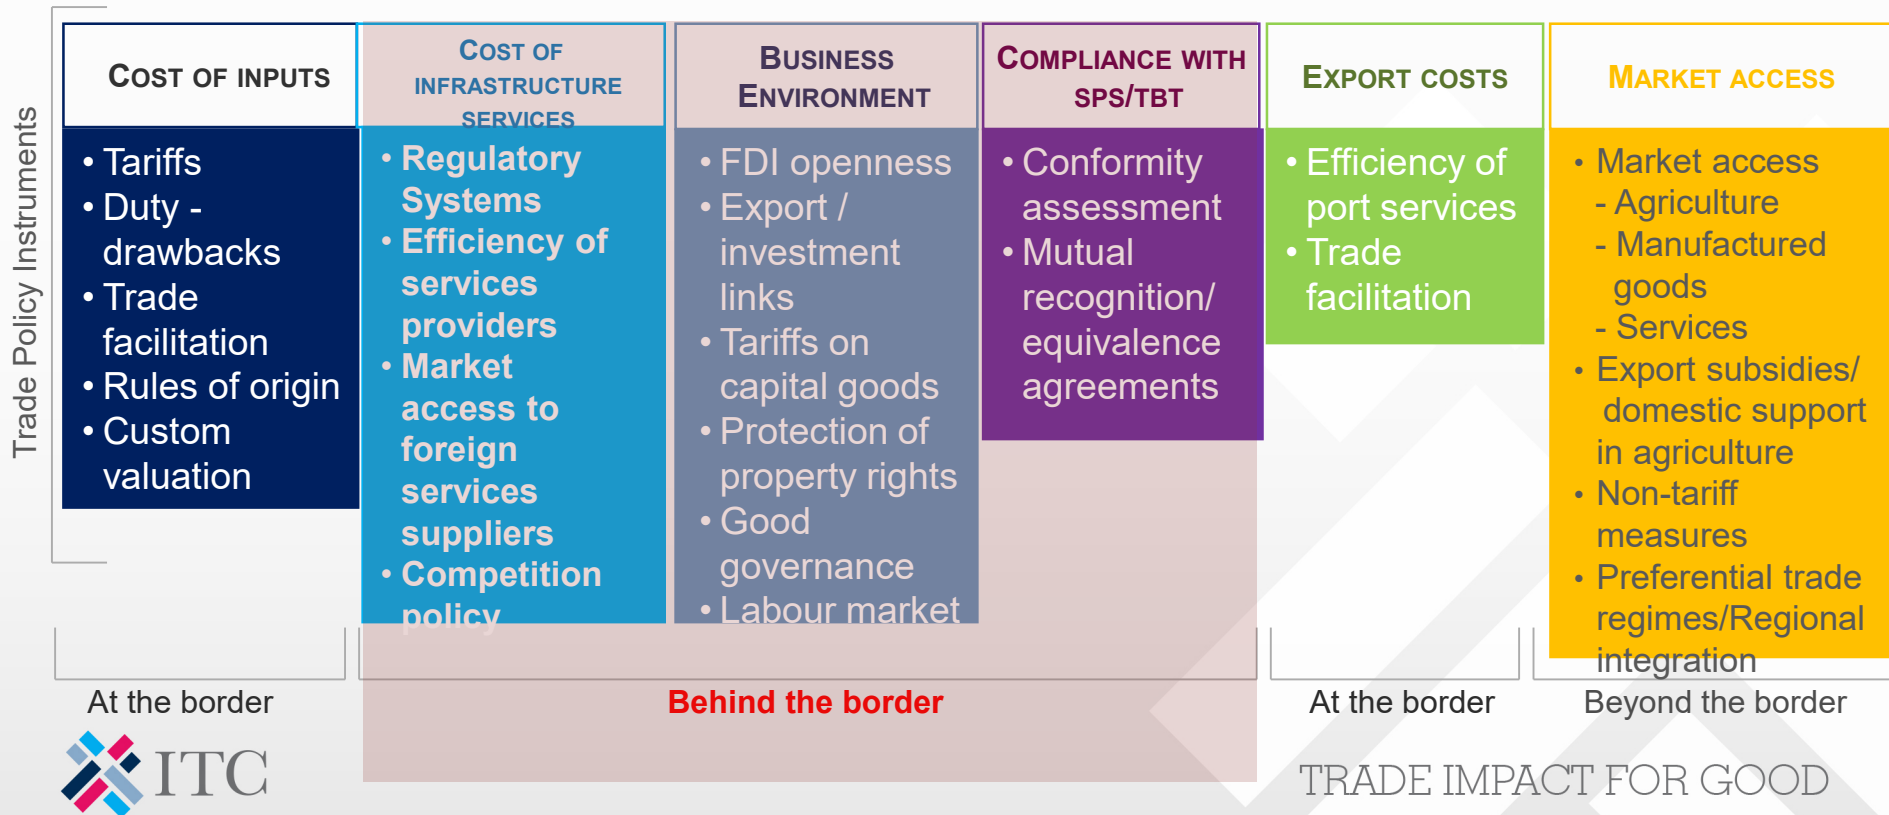 Trade Policy Instruments
COST OF INPUTS
• Tariffs
• Duty -
drawbacks
• Trade
facilitation
• Rules of origin
• Custom
valuation
COST OF
INFRASTRUCTURE
SERVICES
• Regulatory
Systems
• Efficiency of
services
providers
• Market
access to
foreign
services
suppliers
• Competition
policy
BUSINESS
ENVIRONMENT
• FDI openness
• Export /
investment
links
• Tariffs on
capital goods
• Protection of
property rights
• Good
governance
• Labour market
COMPLIANCE WITH
SPS/TBT
• Conformity
assessment
• Mutual
recognition/
equivalence
agreements
EXPORT COSTS
• Efficiency of
port services
• Trade
facilitation
MARKET ACCESS
• Market access
- Agriculture
- Manufactured
goods
- Services
• Export subsidies/
domestic support
in agriculture
• Non-tariff
measures
• Preferential trade
regimes/Regional
integration
At the border
Behind the border
At the border
Beyond the border
ITC
TRADE IMPACT FOR GOOD